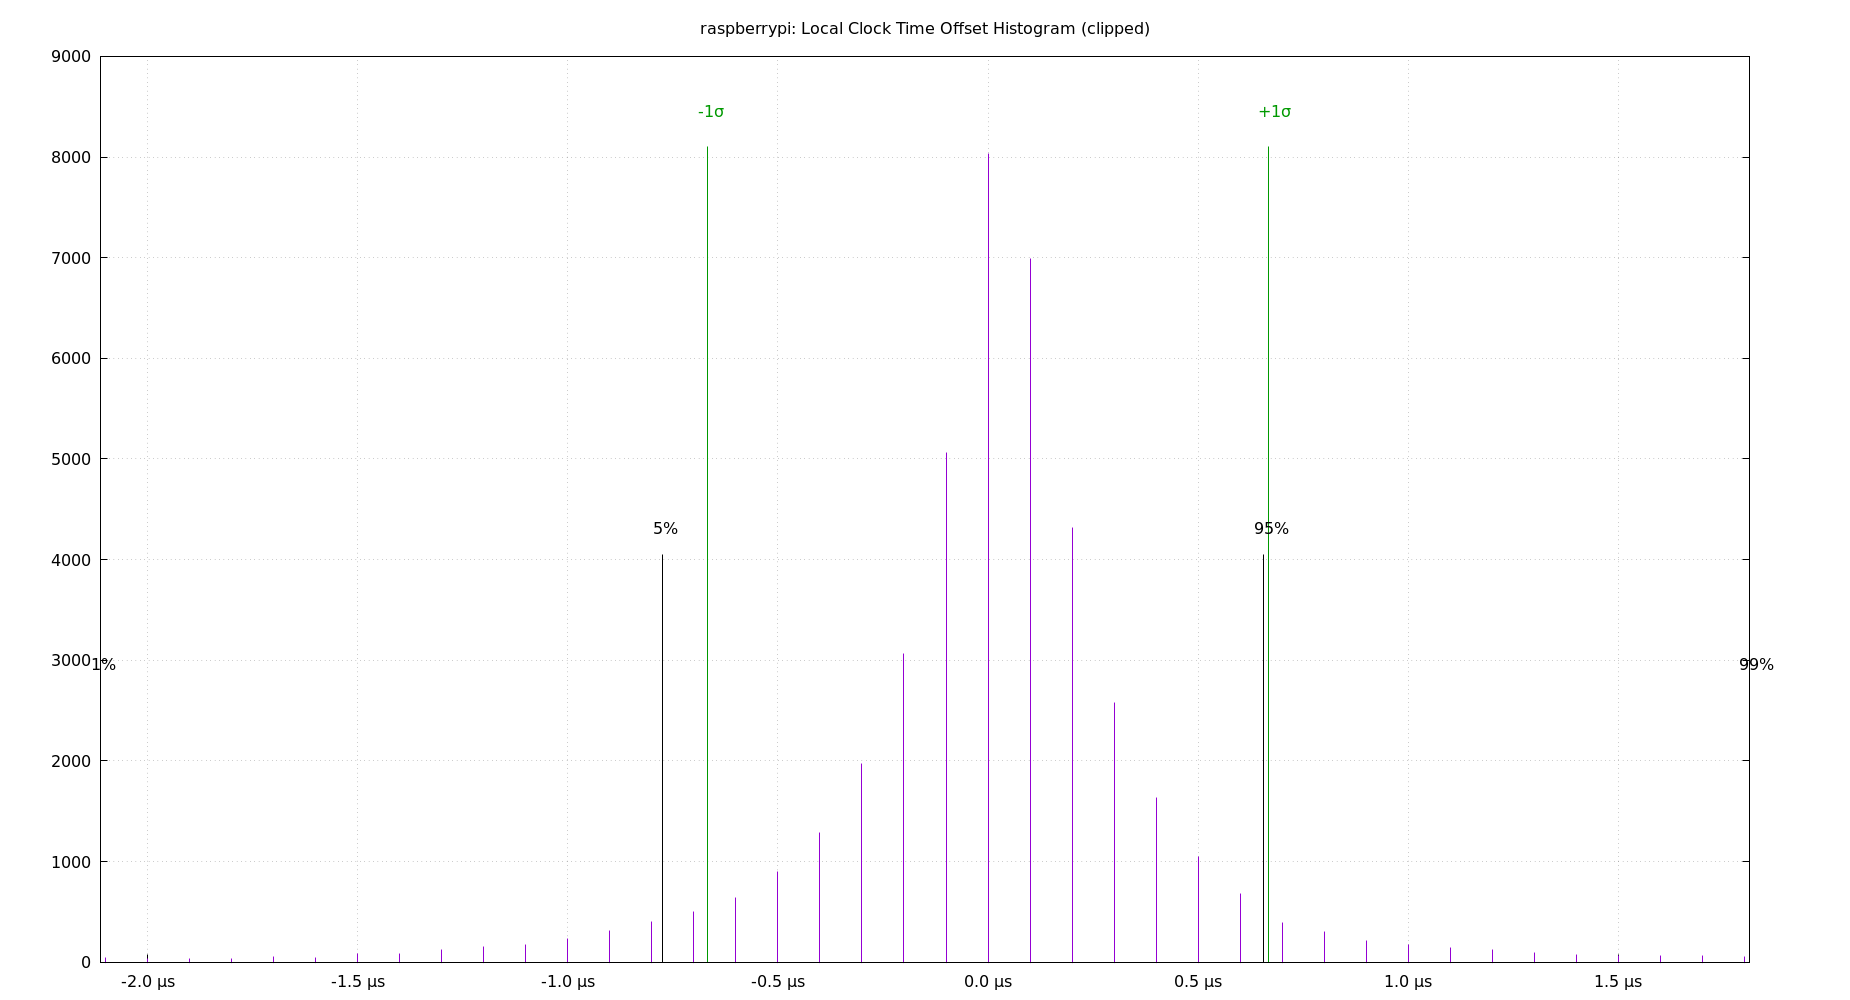 raspberrypi: Local Clock Time Offset Histogram (clipped)
9000
-1σ
+1σ
8000
7000
6000
5000
5%
95%
4000
3000
1%
99%
2000
1000
0
-2.0 µs
-1.5 µs
-1.0 µs
-0.5 µs
0.0 µs
0.5 µs
1.0 µs
1.5 µs